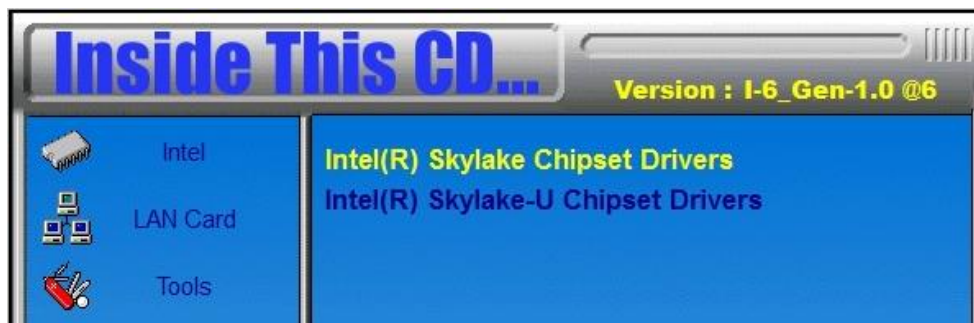 Inside This CD...
Version : I-6_Gen-1.0 @6
Intel
LAN Card
Tools
Intel(R) Skylake Chipset Drivers
Intel(R) Skylake-U Chipset Drivers